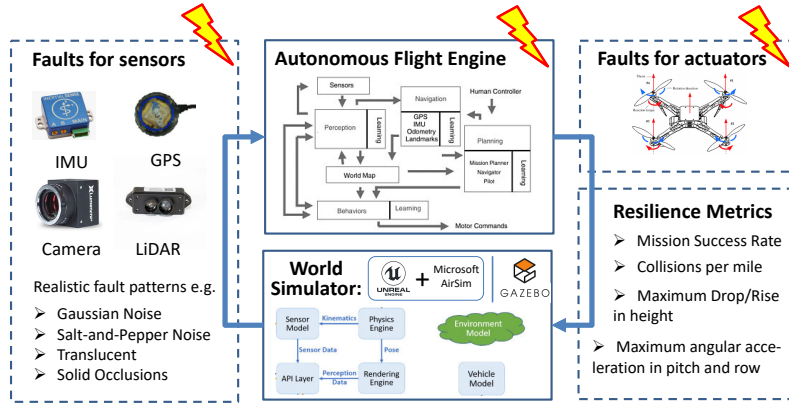 Faults for sensors
IMU
GPS
Camera
LiDAR
Realistic fault patterns e.g.
➢ Gaussian Noise
➢ Salt-and-Pepper Noise
➢ Translucent
➢ Solid Occlusions
Autonomous Flight Engine
Sensors
Navigation
Human Controller
Perception
Learning
GPS
IMU
Odometry
Landmarks
Learning
Planning
World Map
Mission Planner
Navigator
Pilot
Learning
Behaviors
Learning
Motor Commands
World
Simulator:
UNREAL
ENGINE
+
Microsoft
AirSim
GAZEBO
Sensor
Model
Kinematics
Physics
Engine
Environment
Model
Sensor Data
Pose
API Layer
Perception
Data
Rendering
Engine
Vehicle
Model
Faults for actuators
Resilience Metrics
➢ Mission Success Rate
➢ Collisions per mile
➢ Maximum Drop/Rise
in height
➢ Maximum angular acce-
leration in pitch and row